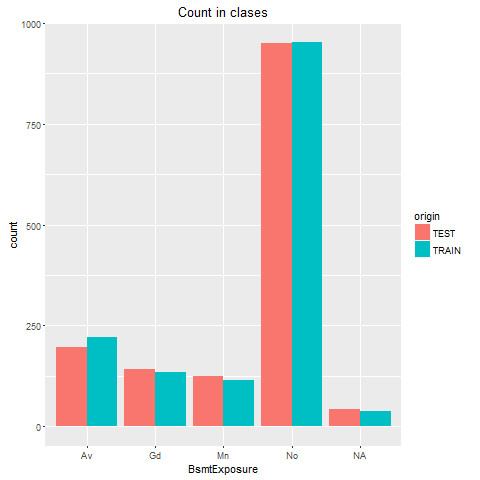 Count in clases
1000
750
500
250
0
count
Av Gd Mn No NA
BsmtExposure
origin
TEST
TRAIN